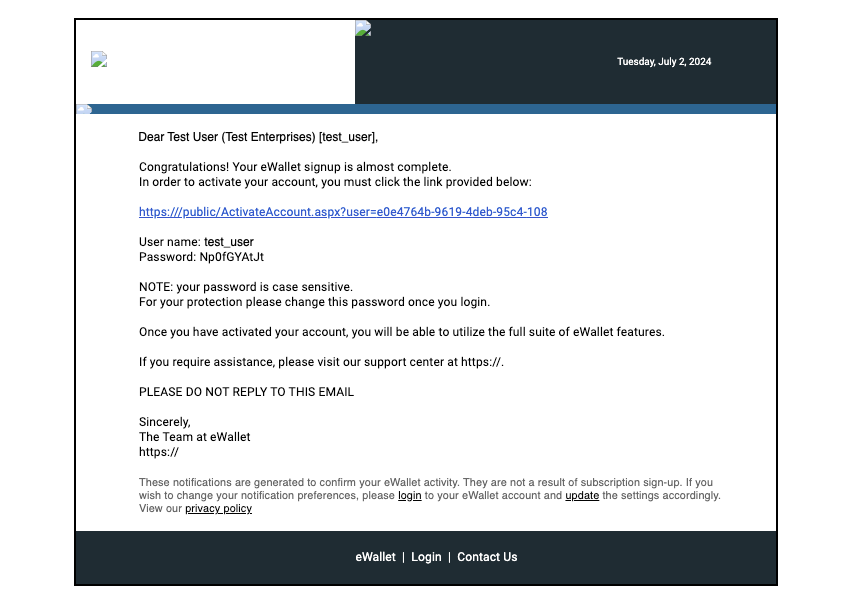 Tuesday, July 2, 2024
Dear Test User (Test Enterprises) [test_user],
Congratulations! Your eWallet signup is almost complete.
In order to activate your account, you must click the link provided below:
https:///public/ActivateAccount.aspx?user=e0e4764b-9619-4deb-95c4-108
User name: test_user
Password: Np0fGYAtJt
NOTE: your password is case sensitive.
For your protection please change this password once you login.
Once you have activated your account, you will be able to utilize the full suite of eWallet features.
If you require assistance, please visit our support center at https://.
PLEASE DO NOT REPLY TO THIS EMAIL
Sincerely,
The Team at eWallet
https://
These notifications are generated to confirm your eWallet activity. They are not a result of subscription sign-up. If you
wish to change your notification preferences, please login to your eWallet account and update the settings accordingly.
View our privacy policy
eWallet | Login | Contact Us